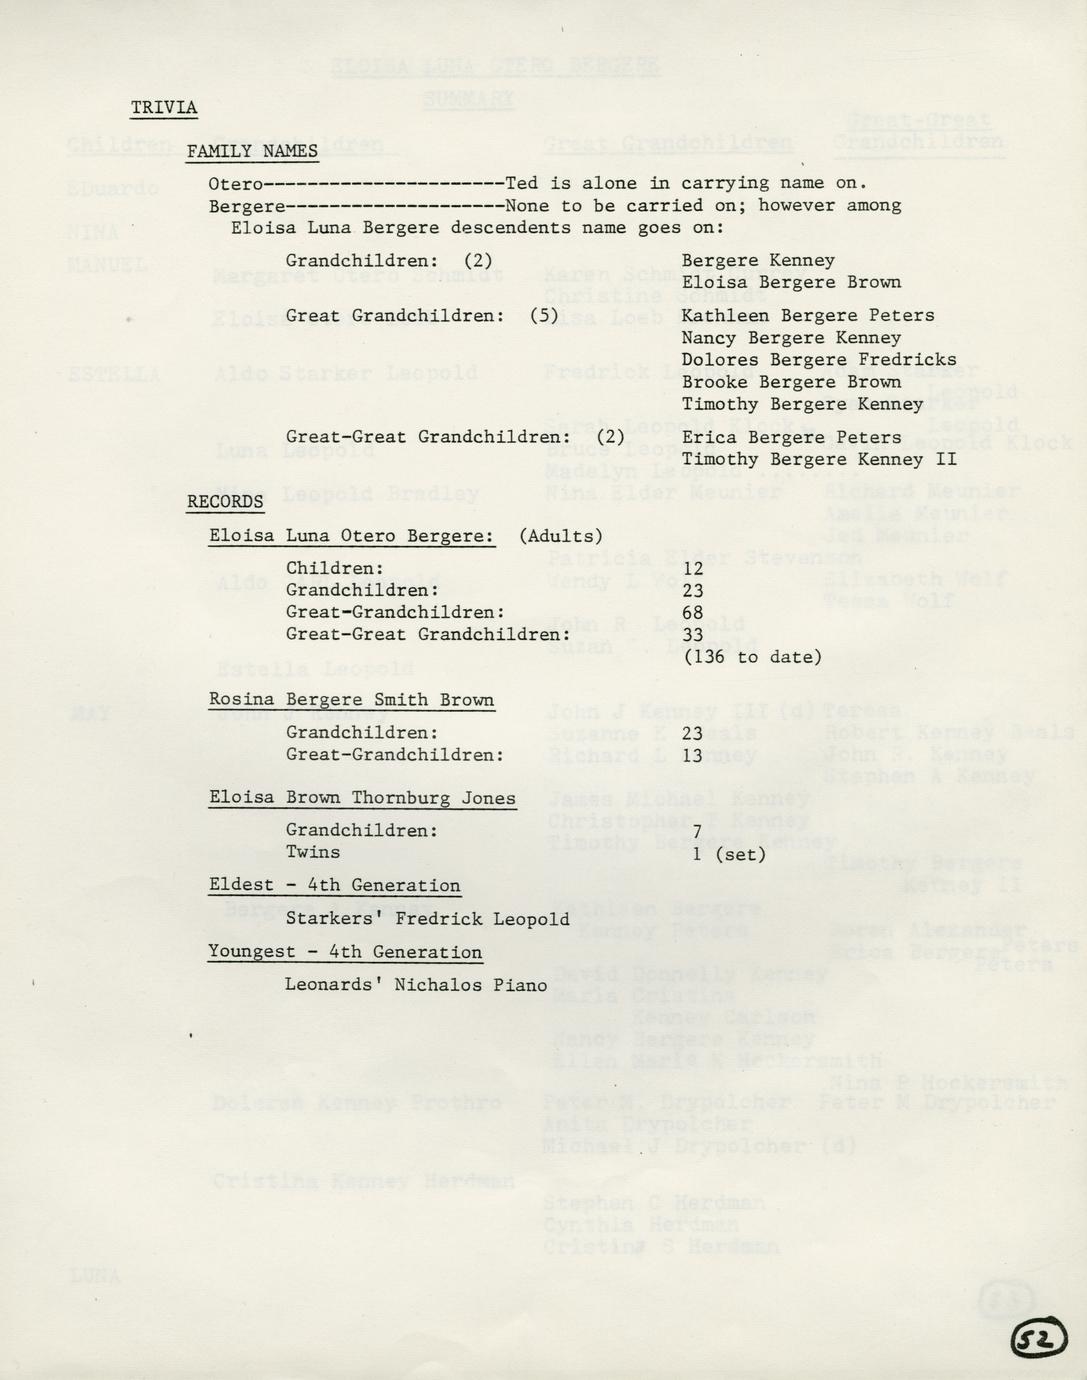 TRIVIA
FAMILY NAMES
Otero----------------------Ted is alone in carrying name on.
Bergere--------------------None to be carried on; however among
Eloisa Luna Bergere descendents name goes on:
Grandchildren: (2) Bergere Kenney
Eloisa Bergere Brown
Great Grandchildren: (5) Kathleen Bergere Peters
Nancy Bergere Kenney
Dolores Bergere Fredricks
Brooke Bergere Brown
Timothy Bergere Kenney
Great-Great Grandchildren: (2) Erica Bergere Peters
Timothy Bergere Kenney II
RECORDS
Eloisa Luna Otero Bergere: (Adults)
Children: 12
Grandchildren: 23
Great-Grandchildren: 68
Great-Great Grandchildren: 33
(136 to date)
Rosina Bergere Smith Brown
Grandchildren: 23
Great-Grandchildren: 13
Eloisa Brown Thornburg Jones
Grandchildren: 7
Twins 1 (set)
Eldest - 4th Generation
Starkers' Fredrick Leopold
Youngest - 4th Generation
Leonards' Nichalos Piano
52